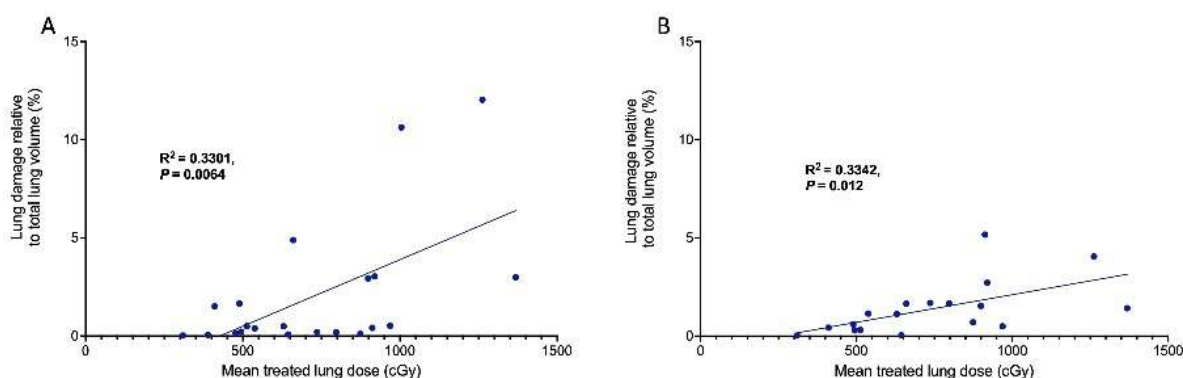 A
Lung damage relative
to total lung volume (%)
15
10
5
0
R² = 0.3301,
P = 0.0064
0
500
1000
1500
Mean treated lung dose (cGy)
B
Lung damage relative
to total lung volume (%)
15
10
5
0
R² = 0.3342,
P = 0.012
0
500
1000
1500
Mean treated lung dose (cGy)